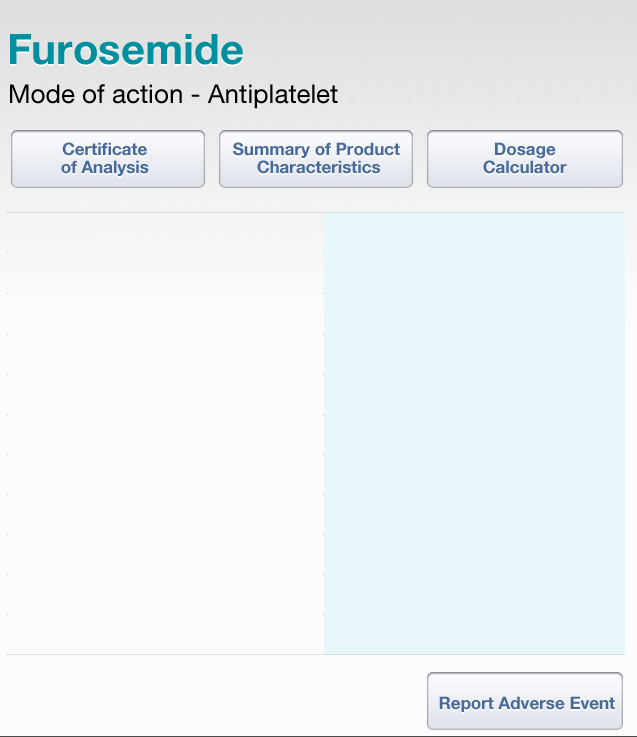 Furosemide
Mode of action - Antiplatelet
Certificate
of Analysis
Summary of Product
Characteristics
Dosage
Calculator
Report Adverse Event